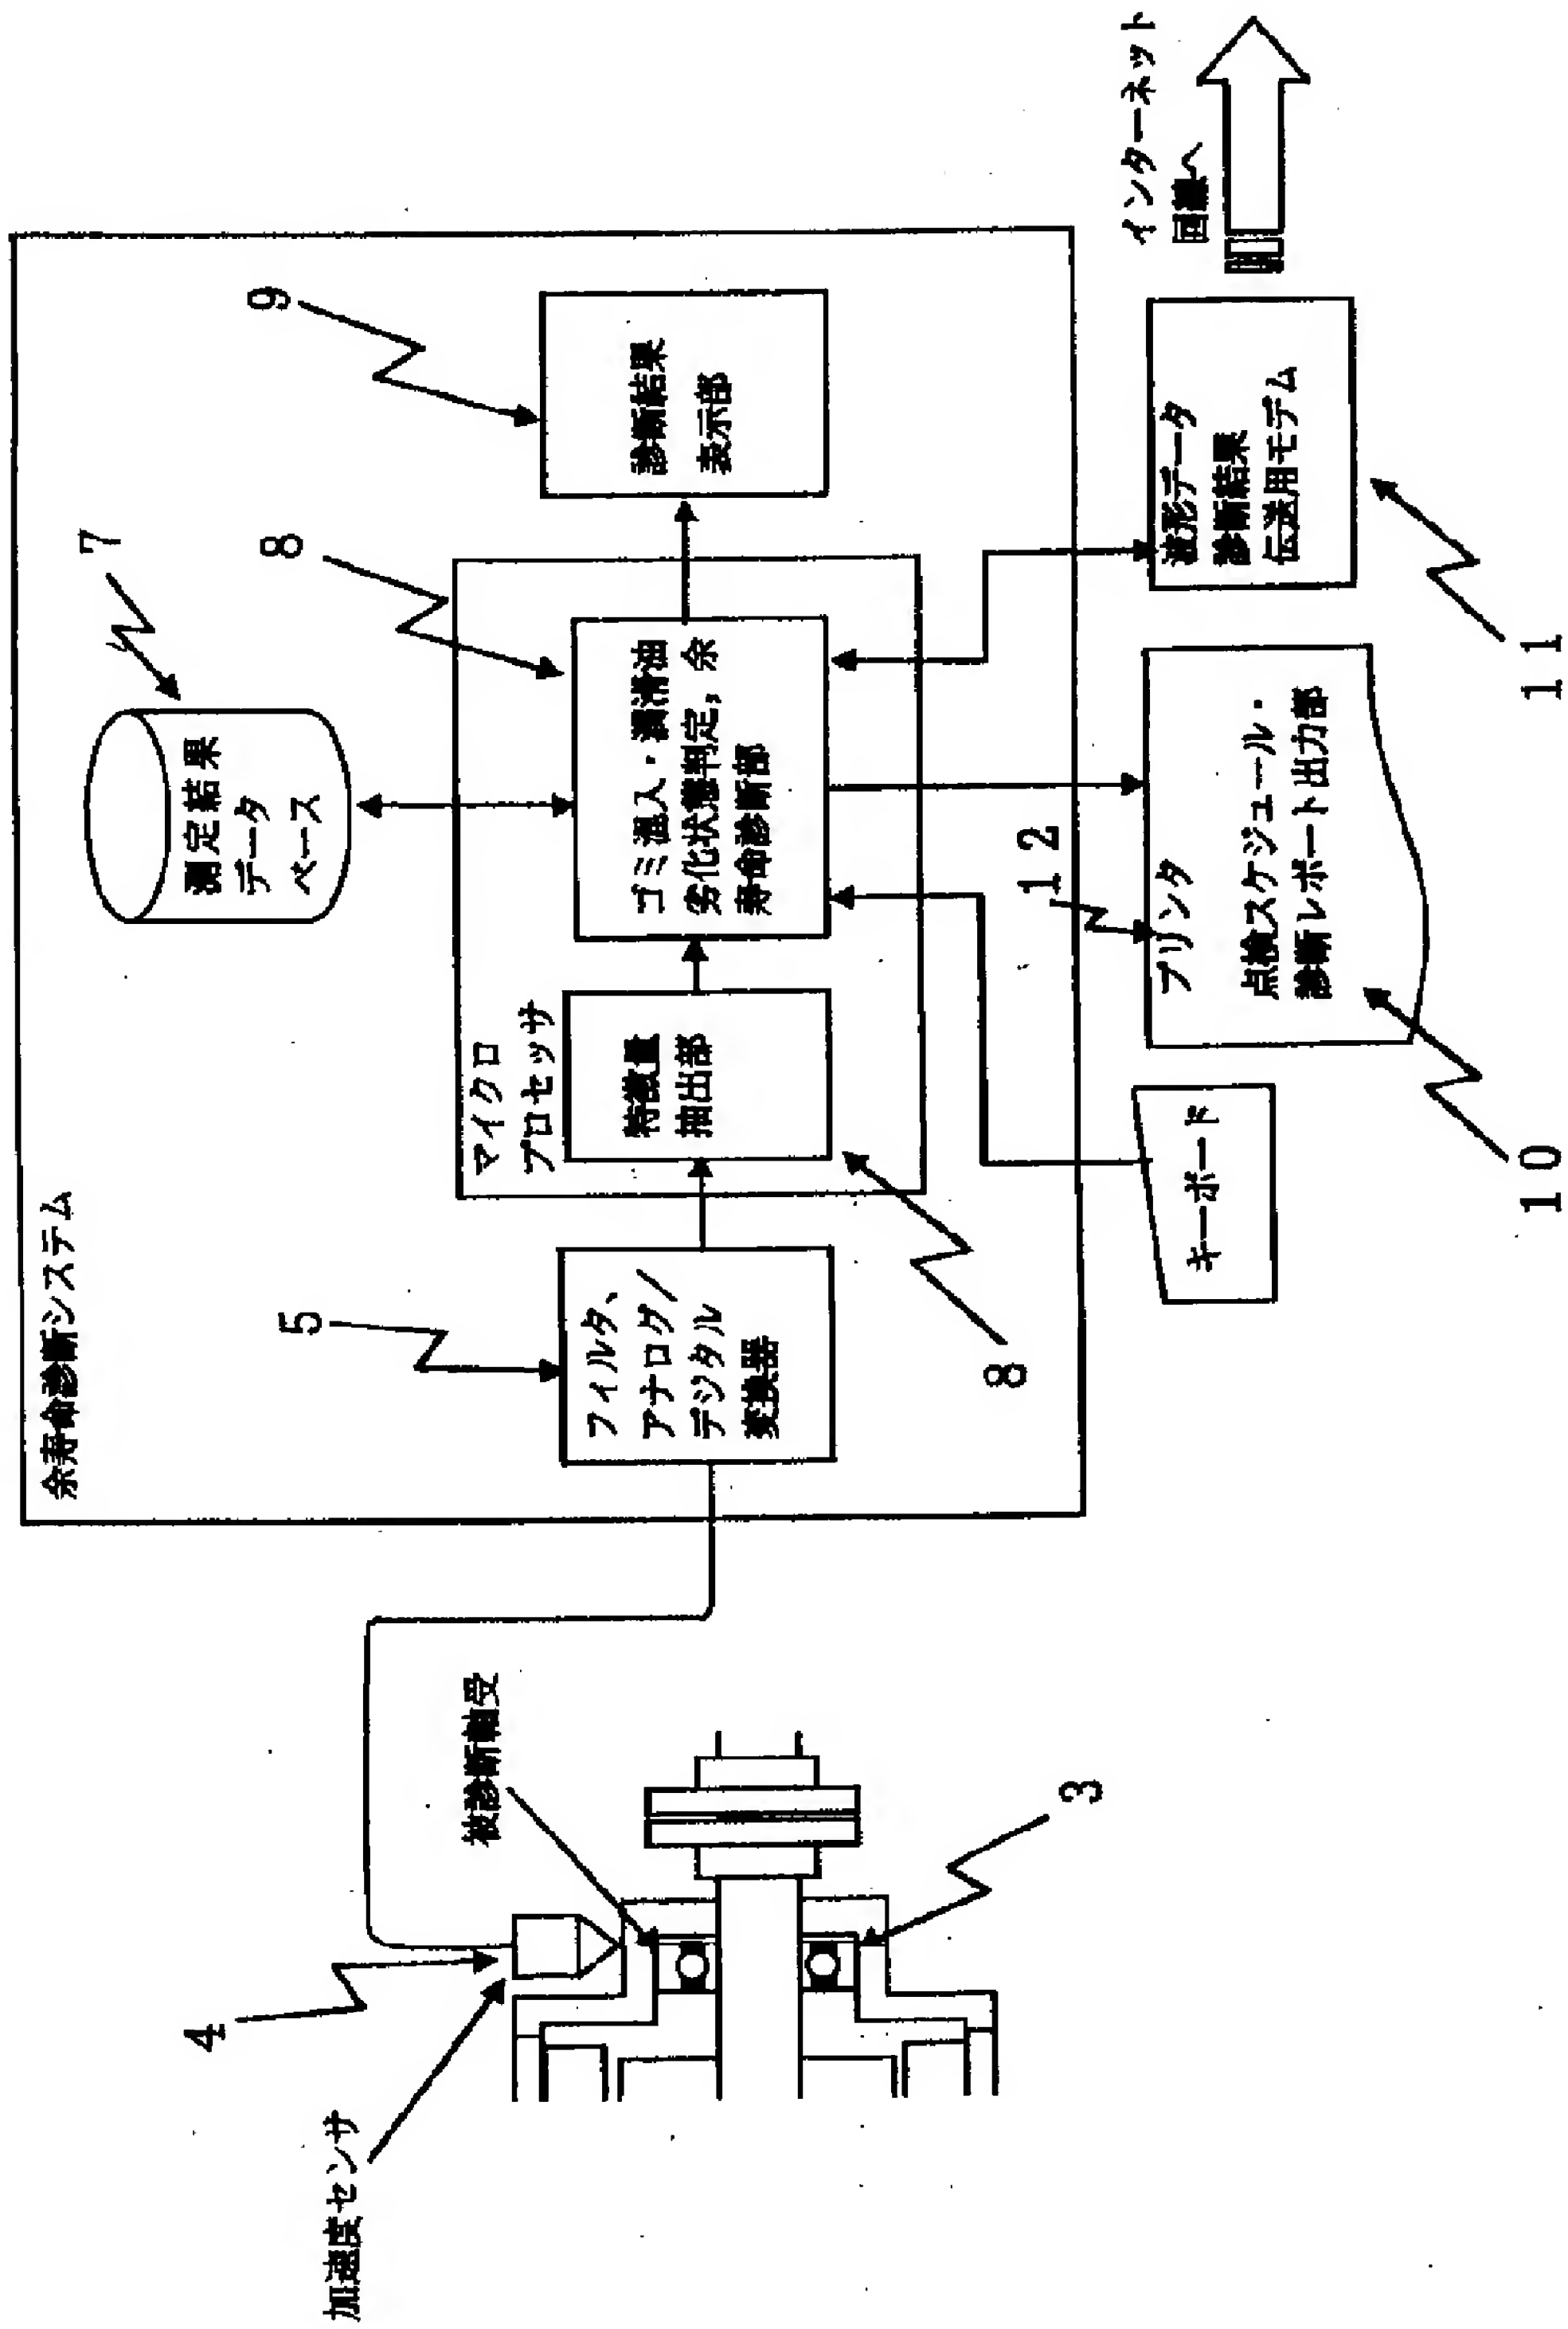 余寿命診断システム
7
測定結果
データ
ベース
8
9
5
マイクロ
プロセッサ
フィルタ、
アナログ／
デジタル
変換器
特徴量
抽出部
ゴミ混入・潤滑油
劣化状態判定，余
寿命診断部
診断結果
表示部
8
加速度センサ
4
被診断軸受
3
キーボード
12
プリンタ
点検スケジュール・
診断レポート出力部
10
波形データ
診断結果
伝送用モデム
11
インターネット
回線へ